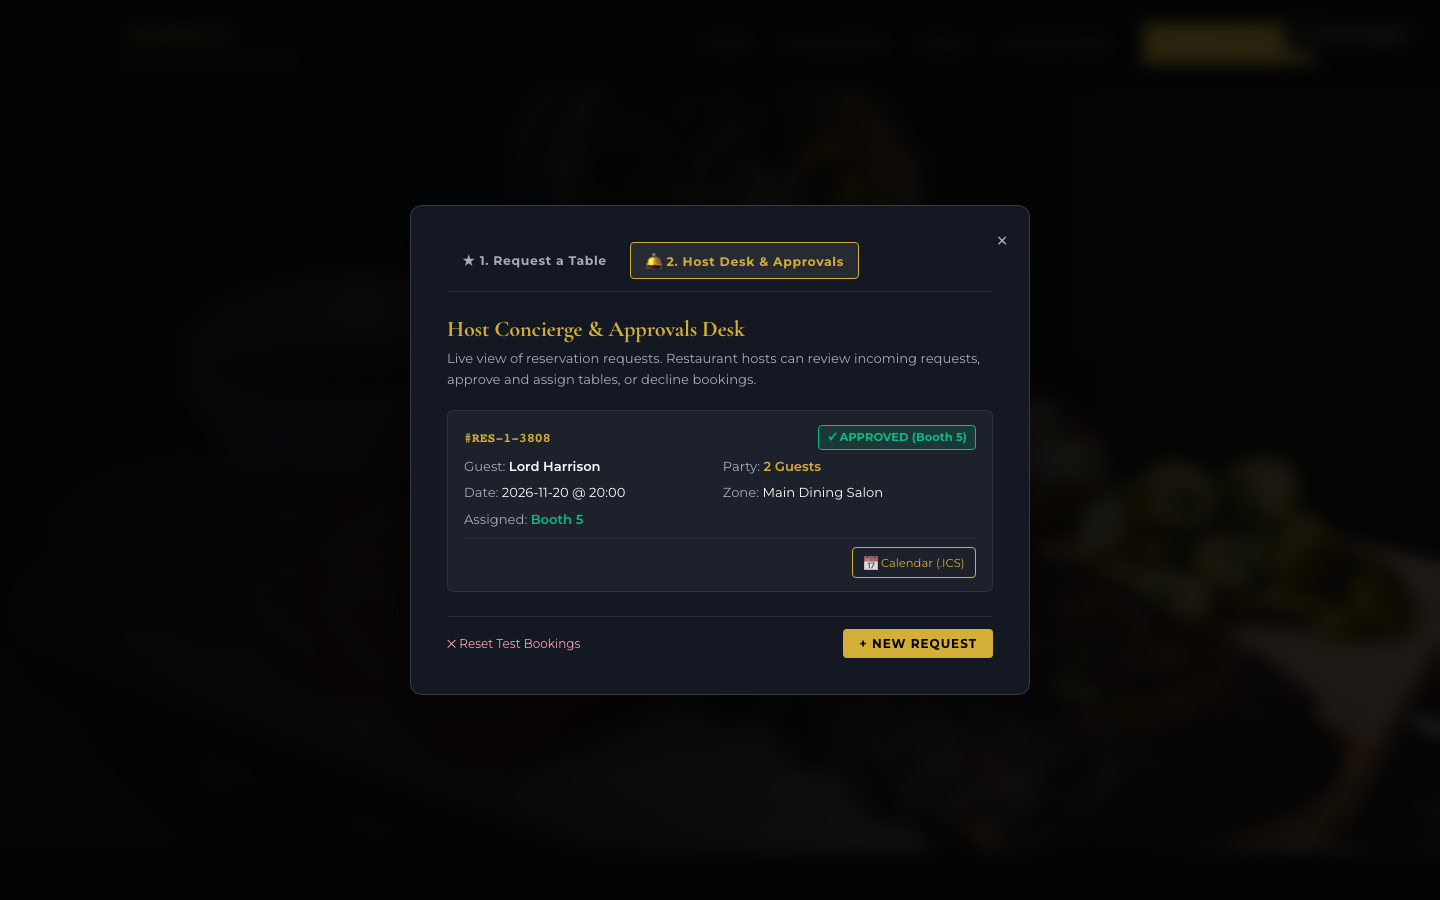 ★ 1. Request a Table
🛎️ 2. Host Desk & Approvals
×
Host Concierge & Approvals Desk
Live view of reservation requests. Restaurant hosts can review incoming requests,
approve and assign tables, or decline bookings.
#RES-1-3808
✓ APPROVED (Booth 5)
Guest: Lord Harrison
Party: 2 Guests
Date: 2026-11-20 @ 20:00
Zone: Main Dining Salon
Assigned: Booth 5
📅 Calendar (.ICS)
✕ Reset Test Bookings
+ NEW REQUEST